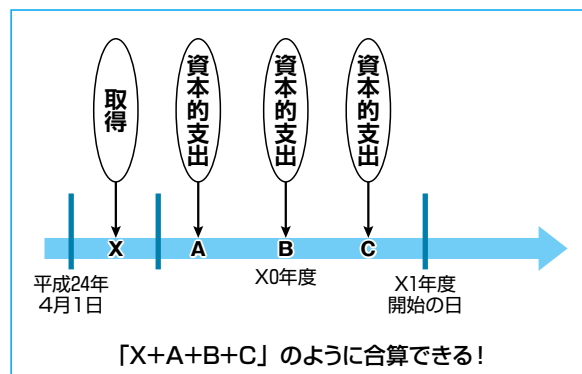 取得
資本的支出
資本的支出
資本的支出
X
A
B
C
平成24年
4月1日
X0年度
X1年度
開始の日
「X+A+B+C」のように合算できる!